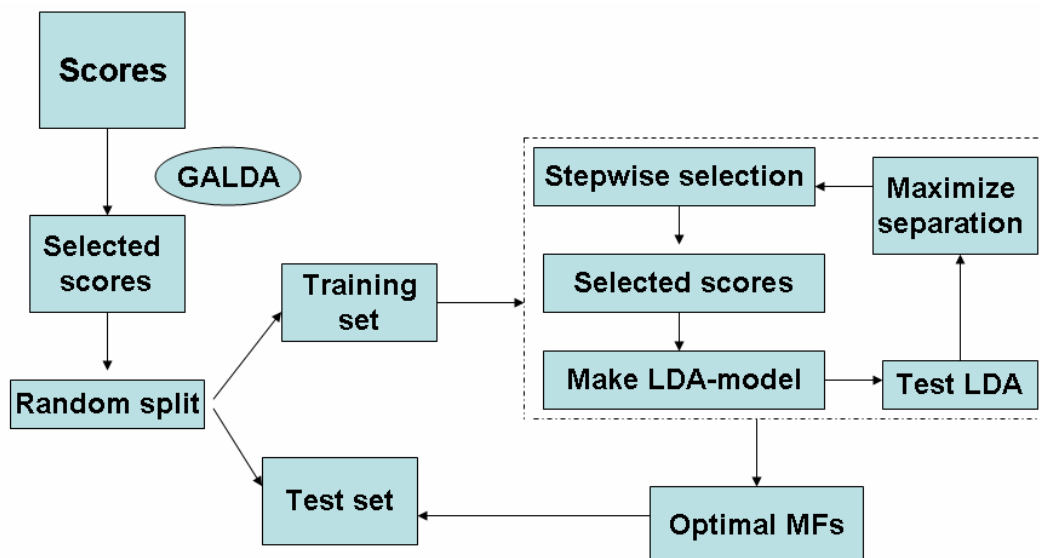 Scores
GALDA
Selected
scores
Random split
Training
set
Test set
Stepwise selection
Selected scores
Make LDA-model
Test LDA
Maximize
separation
Optimal MFs